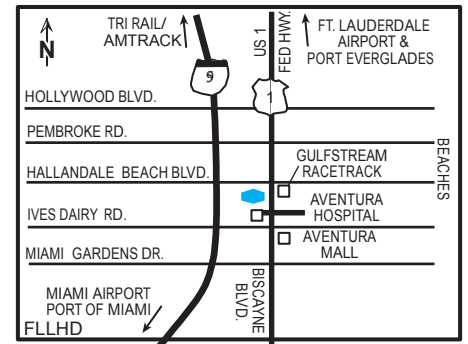 TRI RAIL/
AMTRACK
US 1
FED HWY.
FT. LAUDERDALE
AIRPORT &
PORT EVERGLADES
N
9
1
HOLLYWOOD BLVD.
PEMBROKE RD.
HALLANDALE BEACH BLVD.
GULFSTREAM
RACETRACK
BEACHES
IVES DAIRY RD.
AVENTURA
HOSPITAL
AVENTURA
MALL
MIAMI GARDENS DR.
BISCAYNE
BLVD.
MIAMI AIRPORT
PORT OF MIAMI
FLLHD